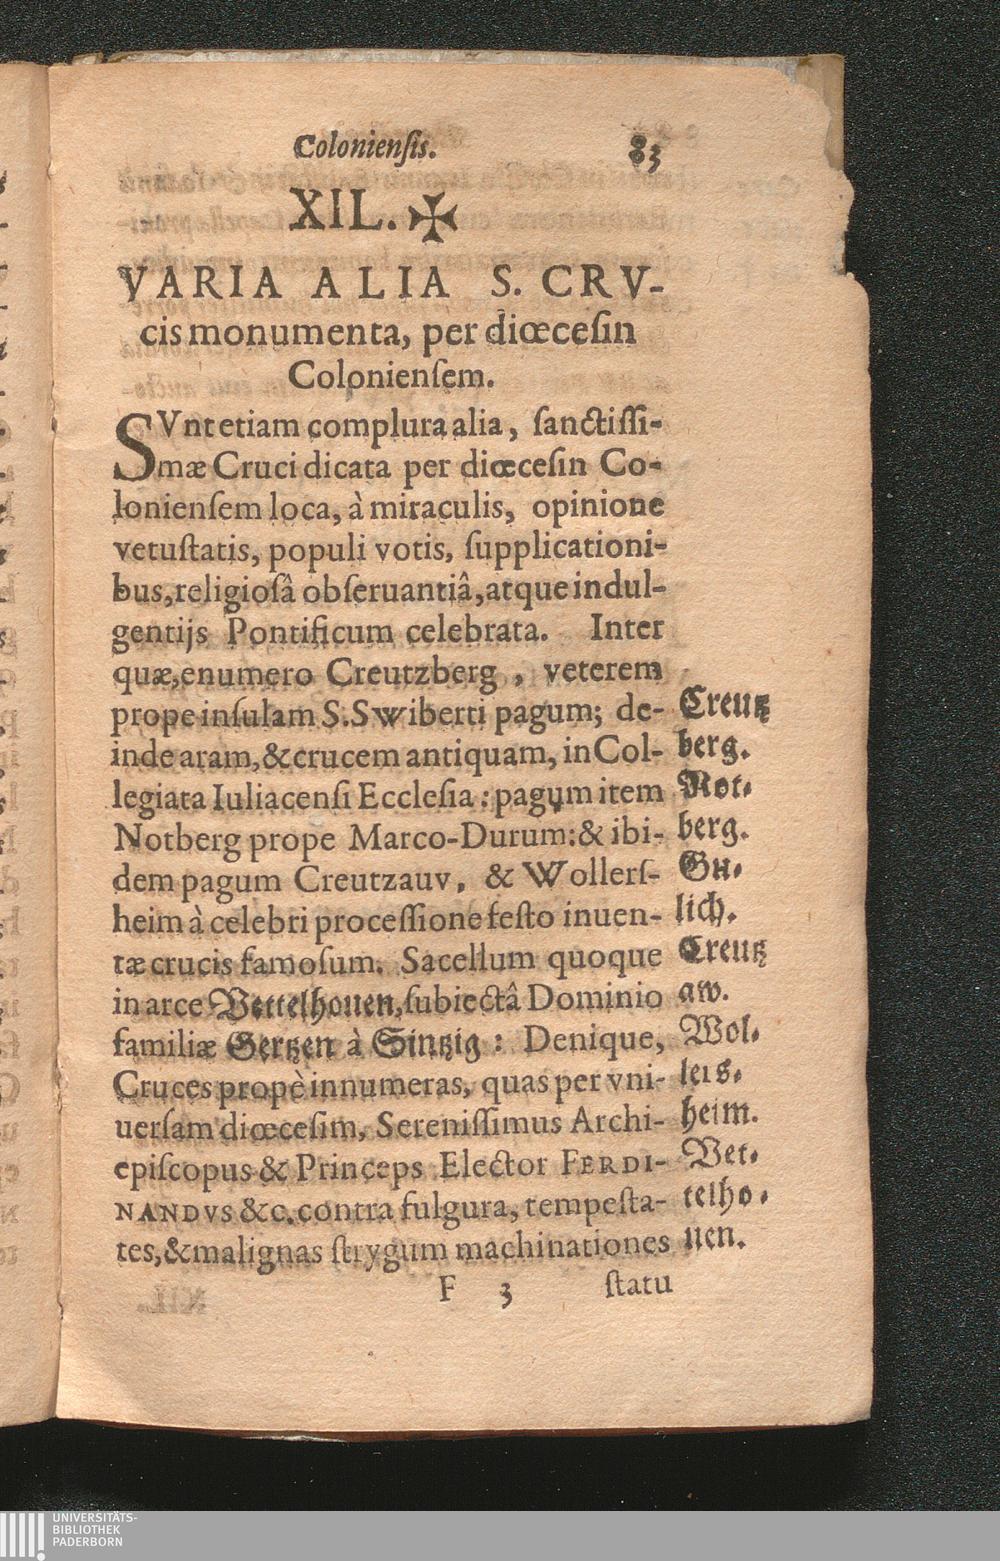 Coloniensis. 83
XII. ✠
VARIA ALIA S. CRV-
cis monumenta, per diœcesin
Coloniensem.
SVnt etiam complura alia, sanctissi-
mæ Cruci dicata per diœcesin Co-
loniensem loca, à miraculis, opinione
vetustatis, populi votis, supplicationi-
bus, religiosâ obseruantiâ, atque indul-
gentijs Pontificum celebrata. Inter
quæ, enumero Creutzberg, veterem
prope insulam S. Swiberti pagum; de-
inde aram, & crucem antiquam, in Col-
legiata Iuliacensi Ecclesia: pagum item
Notberg prope Marco-Durum: & ibi-
dem pagum Creutzauv, & Wollers-
heim à celebri processione festo inuen-
tæ crucis famosum. Sacellum quoque
in arce Vettelhouen, subiectâ Dominio
familiæ Gertzen à Sintzig: Denique,
Cruces propè innumeras, quas per vni-
uersam diœcesim, Serenissimus Archi-
episcopus & Princeps Elector FERDI-
NANDVS &c. contra fulgura, tempesta-
tes, & malignas strygum machinationes
F 3 statu
Creutz
berg.
Not-
berg.
Gu-
lich.
Creutz
aw.
Wol-
lers-
heim.
Vet-
telho-
uen.
UNIVERSITÄTS-
BIBLIOTHEK
PADERBORN